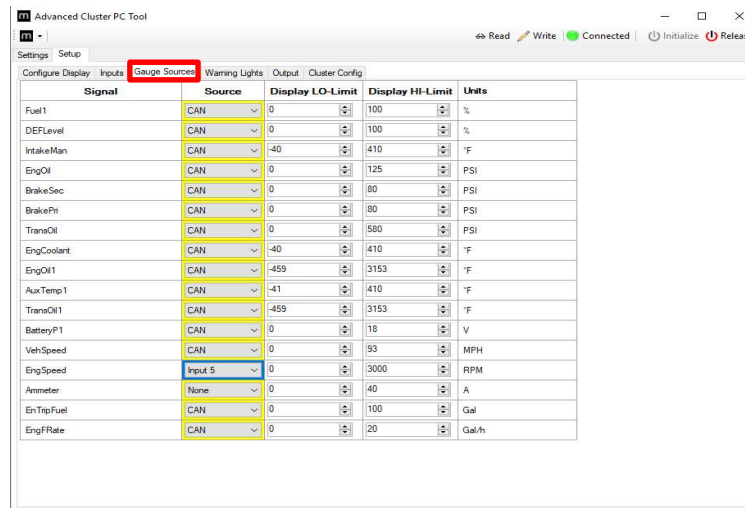 m Advanced Cluster PC Tool
m Read Write Connected Initialize Releas
Settings Setup
Configure Display Inputs Gauge Sources Warning Lights Output Cluster Config
Signal Source Display LO-Limit Display HI-Limit Units
Fuel1 CAN 0 100 %
DEFLevel CAN 0 100 %
IntakeMan CAN -40 410 °F
EngOil CAN 0 125 PSI
BrakeSec CAN 0 80 PSI
BrakePri CAN 0 80 PSI
TransOil CAN 0 580 PSI
EngCoolant CAN -40 410 °F
EngOil1 CAN -459 3153 °F
AuxTemp1 CAN -41 410 °F
TransOil1 CAN -459 3153 °F
BatteryP1 CAN 0 18 V
VehSpeed CAN 0 93 MPH
EngSpeed Input 5 0 3000 RPM
Ammeter None 0 40 A
EnTripFuel CAN 0 100 Gal
EngFRate CAN 0 20 Gal/h